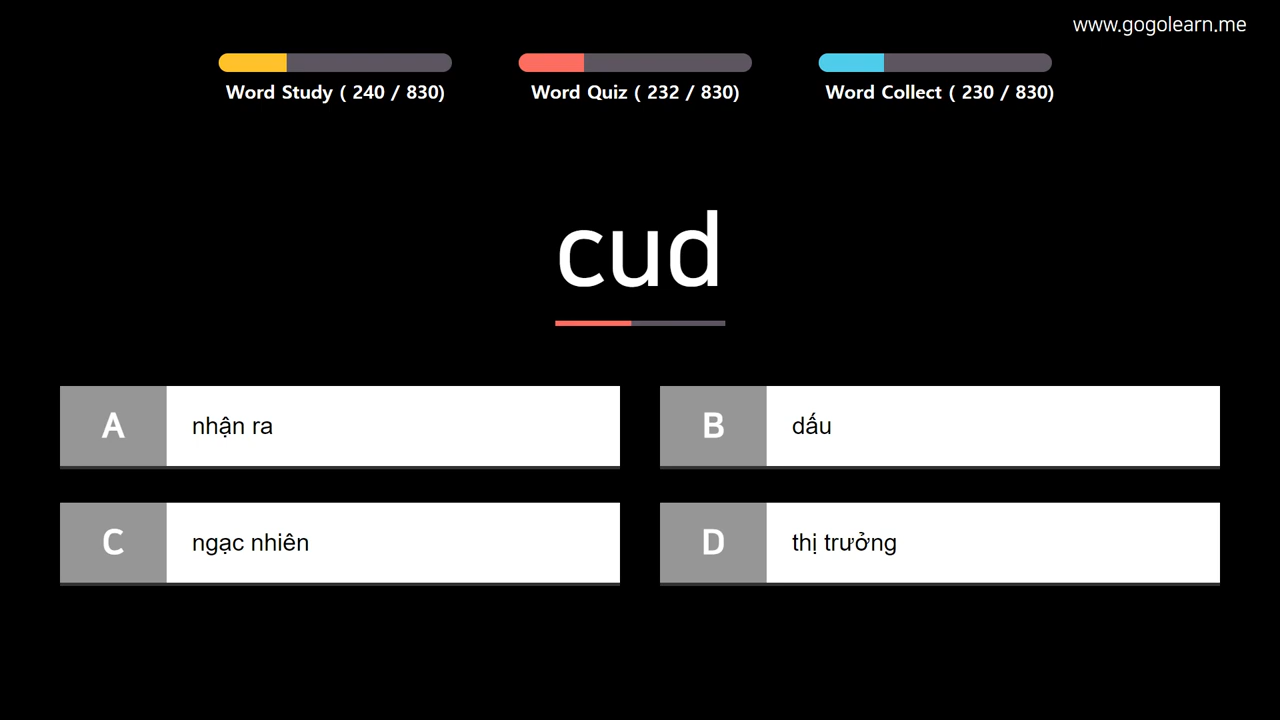 www.gogolearn.me
Word Study ( 240 / 830)
Word Quiz ( 232 / 830)
Word Collect ( 230 / 830)
cud
A nhận ra
B dấu
C ngạc nhiên
D thị trưởng